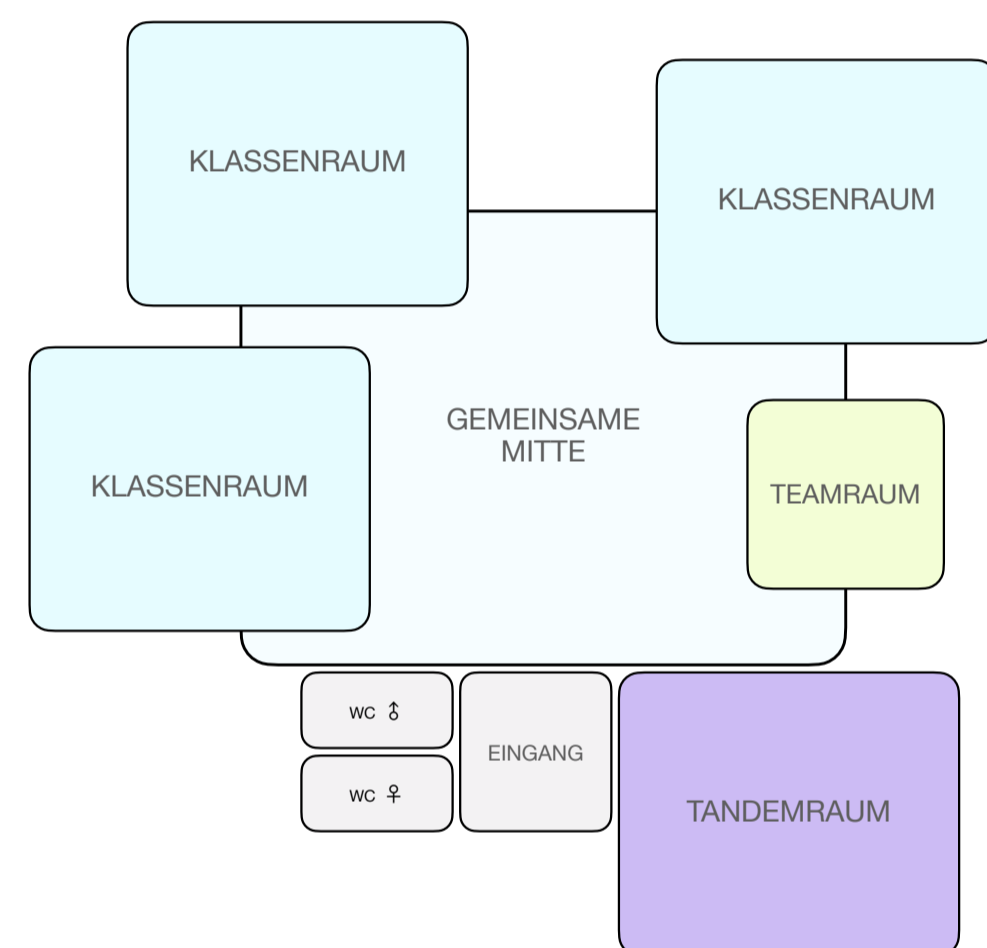 KLASSENRAUM
KLASSENRAUM
GEMEINSAME
MITTE
KLASSENRAUM
TEAMRAUM
WC ♂
EINGANG
WC ♀
TANDEMRAUM